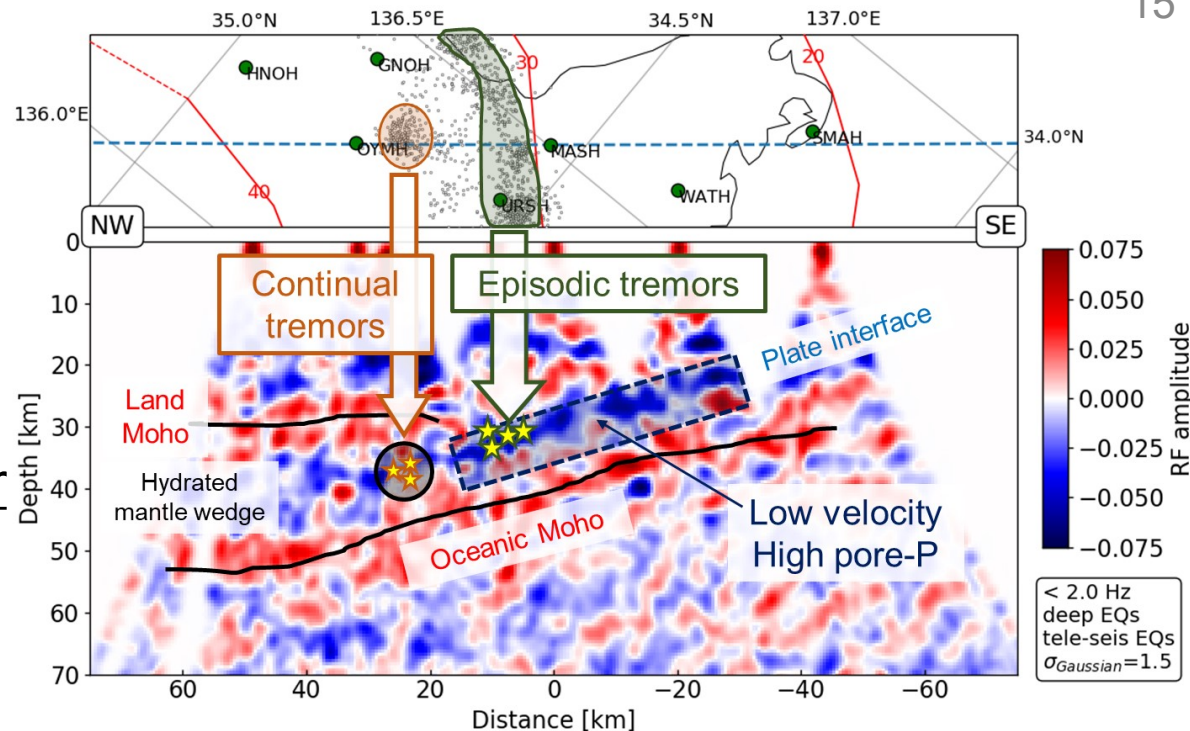 15
35.0°N 136.5°E 34.5°N 137.0°E
HNOH
GNOH
30
20
136.0°E
OYMH
MASH
SMAH
34.0°N
40
URSH
WATH
NW
SE
0
10
20
30
40
50
60
70
Depth [km]
Continual
tremors
Episodic tremors
Plate interface
Land
Moho
Hydrated
mantle wedge
Oceanic Moho
Low velocity
High pore-P
60 40 20 0 −20 −40 −60
Distance [km]
0.075
0.050
0.025
0.000
−0.025
−0.050
−0.075
RF amplitude
< 2.0 Hz
deep EQs
tele-seis EQs
σGaussian=1.5